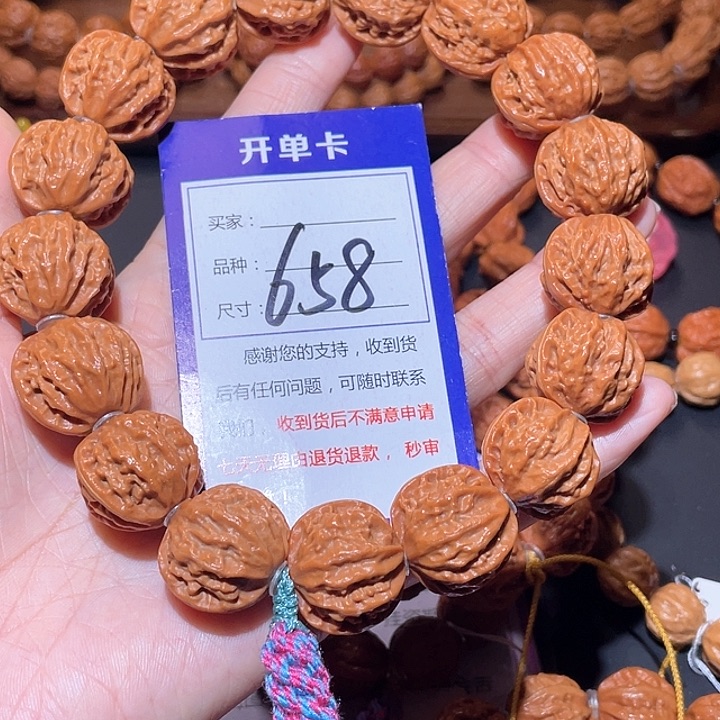 开单卡
买家：
品种：
尺寸：
658
感谢您的支持，收到货
后有任何问题，可随时联系
我们，收到货后不满意申请
七天无理由退货退款，秒审